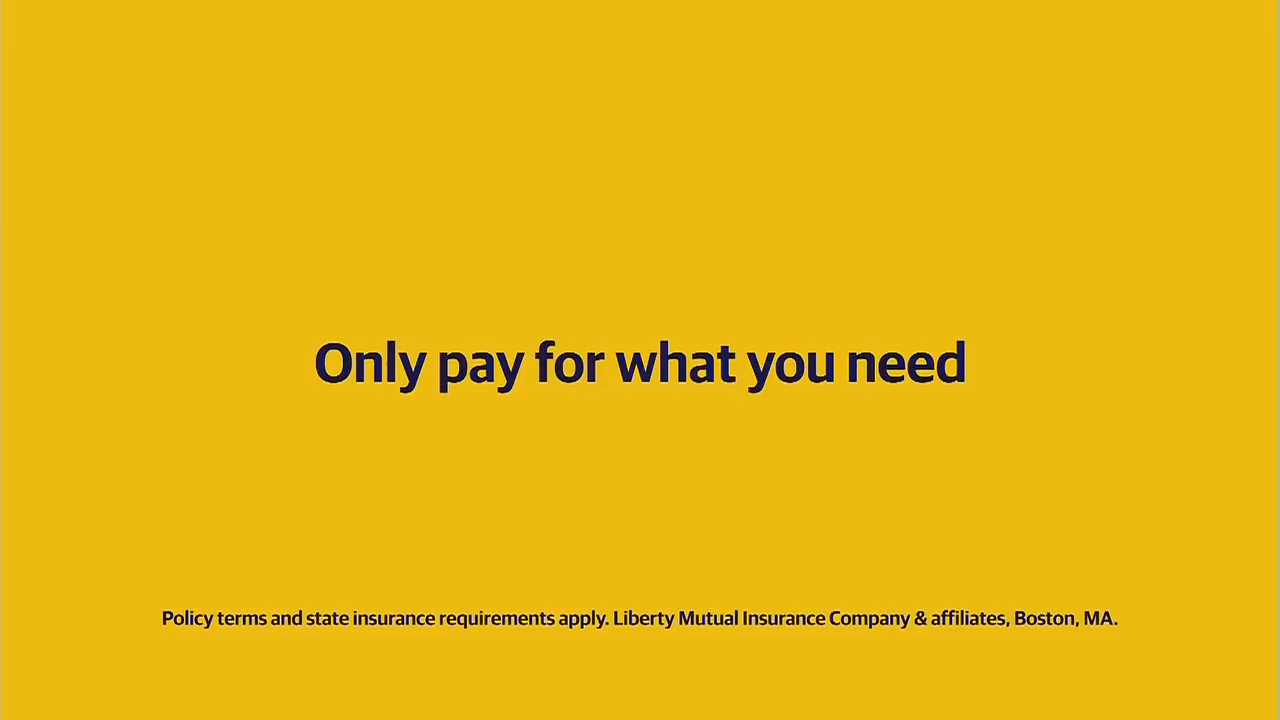 Only pay for what you need
Policy terms and state insurance requirements apply. Liberty Mutual Insurance Company & affiliates, Boston, MA.